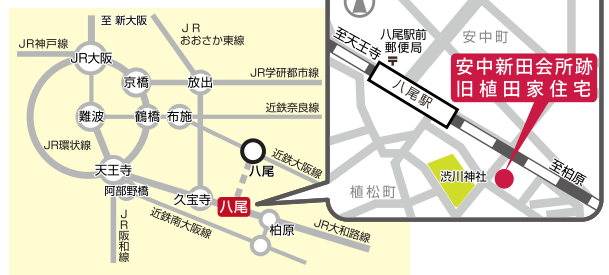 至 新大阪
JR
おおさか東線
JR神戸線
JR大阪
京橋
放出
JR学研都市線
難波
鶴橋
布施
近鉄奈良線
JR環状線
近鉄大阪線
八尾
天王寺
阿部野橋
久宝寺
八尾
JR阪和線
近鉄南大阪線
柏原
JR大和路線
至天王寺
八尾駅前
郵便局
〒
安中町
八尾駅
安中新田会所跡
旧植田家住宅
至柏原
渋川神社
植松町